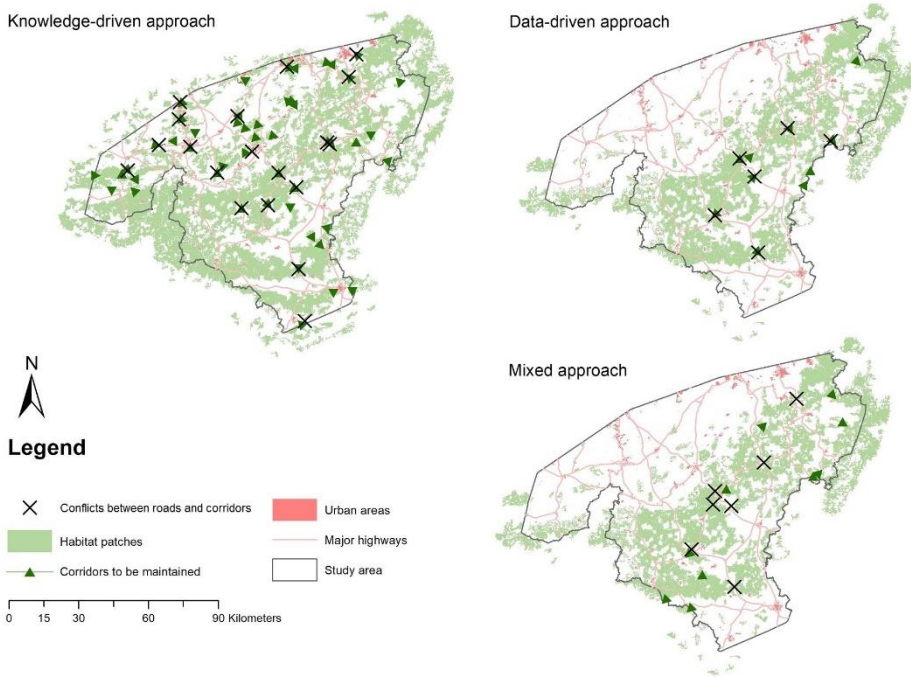 Knowledge-driven approach
Data-driven approach
Mixed approach
N
Legend
Conflicts between roads and corridors
Habitat patches
Corridors to be maintained
Urban areas
Major highways
Study area
0 15 30 60 90 Kilometers